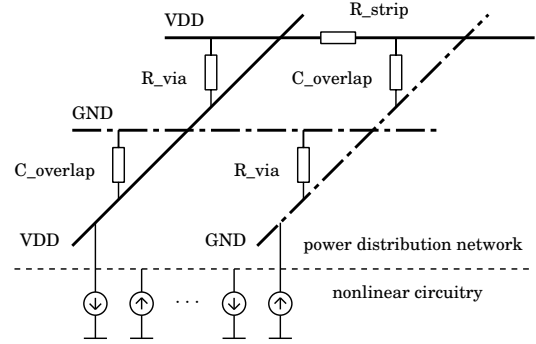 R_strip
VDD
R_via
C_overlap
GND
C_overlap
R_via
VDD
GND
power distribution network
. . .
nonlinear circuitry